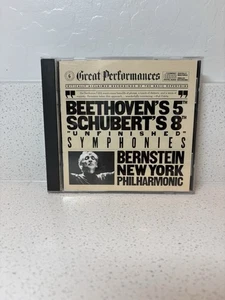 Great Performances
BEETHOVEN'S 5TH
SCHUBERT'S 8TH
"UNFINISHED"
SYMPHONIES
BERNSTEIN
NEW YORK
PHILHARMONIC